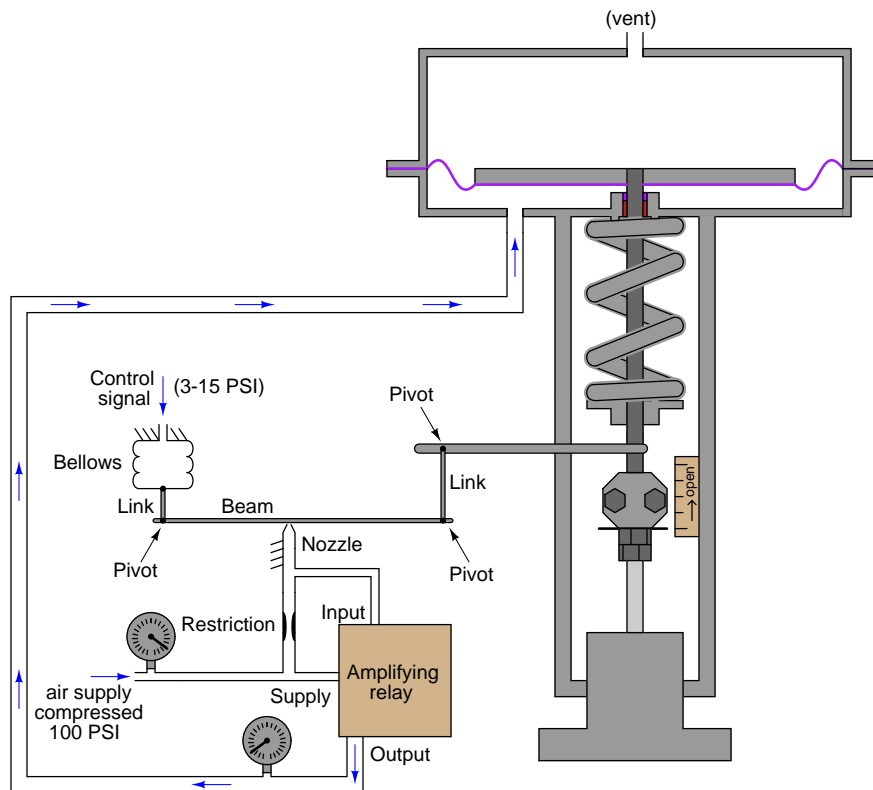 (vent)
Control
signal
(3-15 PSI)
Pivot
Bellows
Link
Link
Beam
→ open
Nozzle
Pivot
Pivot
Restriction
Input
Amplifying
relay
Supply
air supply
compressed
100 PSI
Output